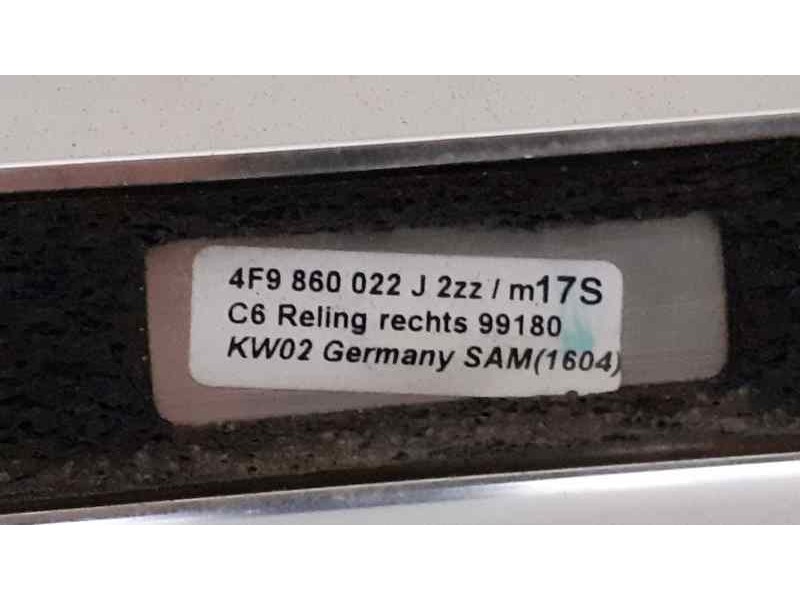 4F9 860 022 J 2zz / m17S
C6 Reling rechts 99180
KW02 Germany SAM(1604)